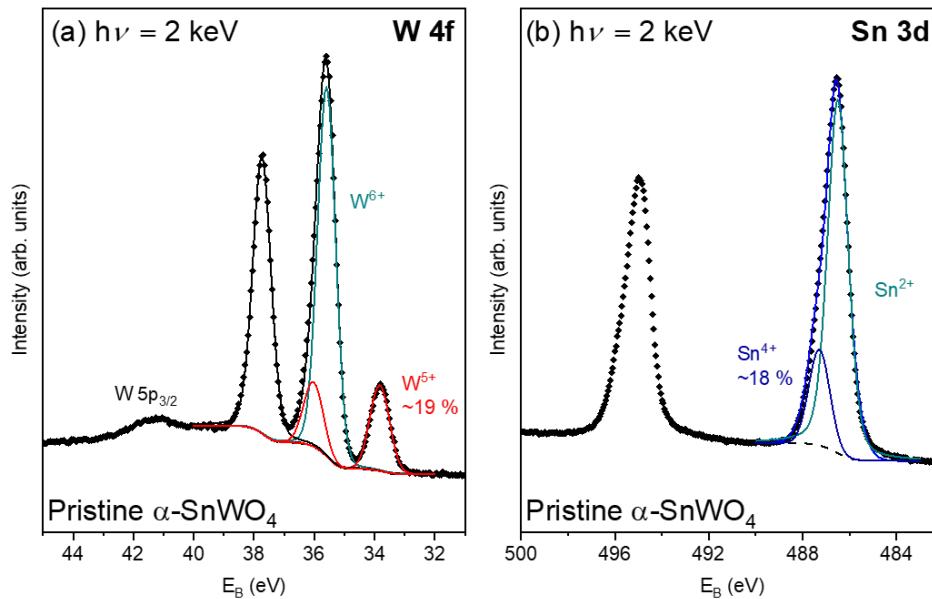 (a) hν = 2 keV
W 4f
W⁶⁺
W⁵⁺
~19 %
W 5p₃/₂
Pristine α-SnWO₄
Intensity (arb. units)
44 42 40 38 36 34 32
E_B (eV)
(b) hν = 2 keV
Sn 3d
Sn²⁺
Sn⁴⁺
~18 %
Pristine α-SnWO₄
Intensity (arb. units)
500 496 492 488 484
E_B (eV)